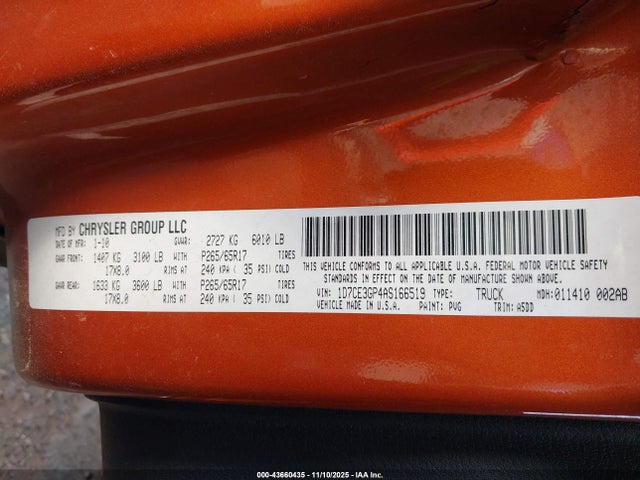 MFD BY CHRYSLER GROUP LLC
DATE OF MFR: 1-10 GVWR: 2727 KG 6010 LB
GAWR FRONT: 1407 KG 3100 LB WITH P265/65R17 TIRES
17X8.0 RIMS AT 240 KPA ( 35 PSI) COLD
GAWR REAR: 1633 KG 3600 LB WITH P265/65R17 TIRES
17X8.0 RIMS AT 240 KPA ( 35 PSI) COLD
THIS VEHICLE CONFORMS TO ALL APPLICABLE U.S.A. FEDERAL MOTOR VEHICLE SAFETY
AND THEFT PREVENTION STANDARDS IN EFFECT ON THE DATE OF MANUFACTURE SHOWN ABOVE.
VIN: 1D7CE3GP4AS166519 TYPE: TRUCK MDH: 011410 002AB
VEHICLE MADE IN U.S.A. PAINT: PVG TRIM: A5DD
000-43660435 - 11/10/2025 - IAA Inc.